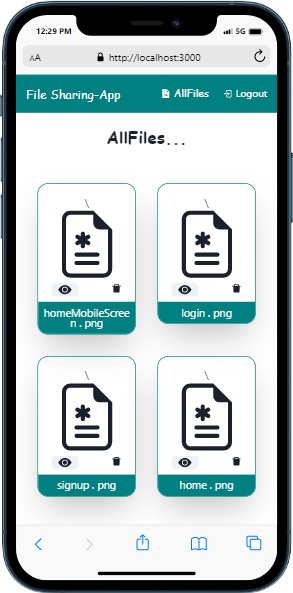 12:29 PM 5G
AA http://localhost:3000
File Sharing-App AllFiles Logout
AllFiles...
\ \
homeMobileScree
n . png
login . png
\ \
signup . png
home . png